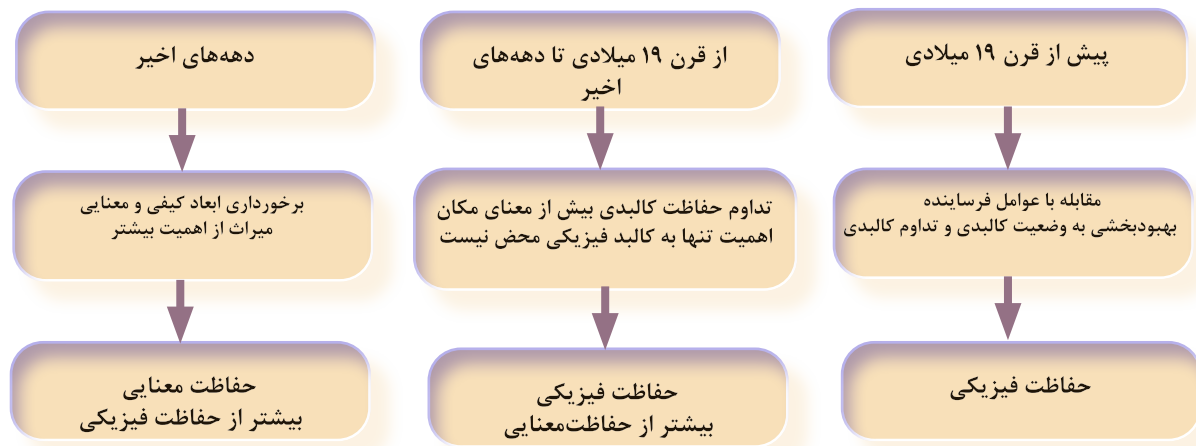 پیش از قرن ۱۹ میلادی
مقابله با عوامل فرساینده
بهبودبخشی به وضعیت کالبدی و تداوم کالبدی
حفاظت فیزیکی
از قرن ۱۹ میلادی تا دهه‌های
اخیر
تداوم حفاظت کالبدی بیش از معنای مکان
اهمیت تنها به کالبد فیزیکی محض نیست
حفاظت فیزیکی
بیشتر از حفاظت‌معنایی
دهه‌های اخیر
برخورداری ابعاد کیفی و معنایی
میراث از اهمیت بیشتر
حفاظت معنایی
بیشتر از حفاظت فیزیکی